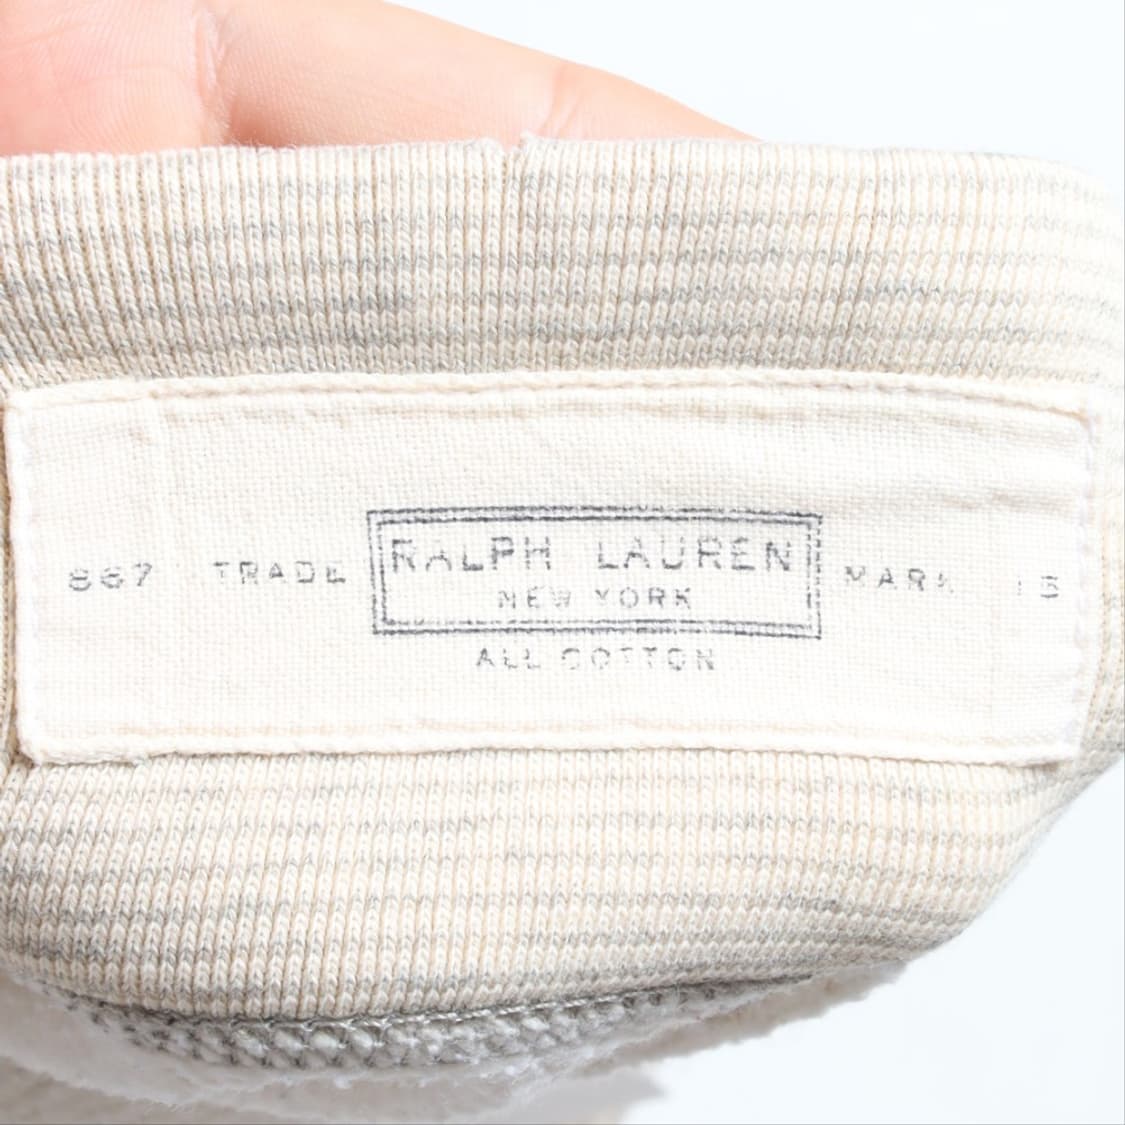 867 TRADE RALPH LAUREN MARK 15
NEW YORK
ALL COTTON